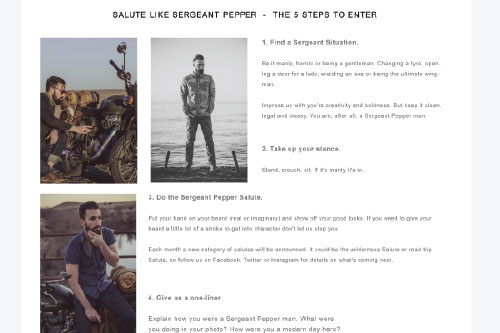 SALUTE LIKE SERGEANT PEPPER - THE 5 STEPS TO ENTER
1. Find a Sergeant Situation.
Be it manly, heroic or being a gentleman. Changing a tyre, open-
ing a door for a lady, wielding an axe or being the ultimate wing-
man.
Impress us with you're creativity and boldness. But keep it clean,
legal and classy. You are, after all, a Sergeant Pepper man.
2. Take up your stance.
Stand, crouch, sit. If it's manly it's in.
3. Do the Sergeant Pepper Salute.
Put your hand on your beard (real or imaginary) and show off your good looks. If you need to give your
beard a little bit of a stroke to get into character don't let us stop you.
Each month a new category of salutes will be announced. It could be the wilderness Salute or road trip
Salute, so follow us on Facebook, Twitter or Instagram for details on what's coming next.
4. Give us a one-liner
Explain how you were a Sergeant Pepper man. What were
you doing in your photo? How were you a modern day hero?